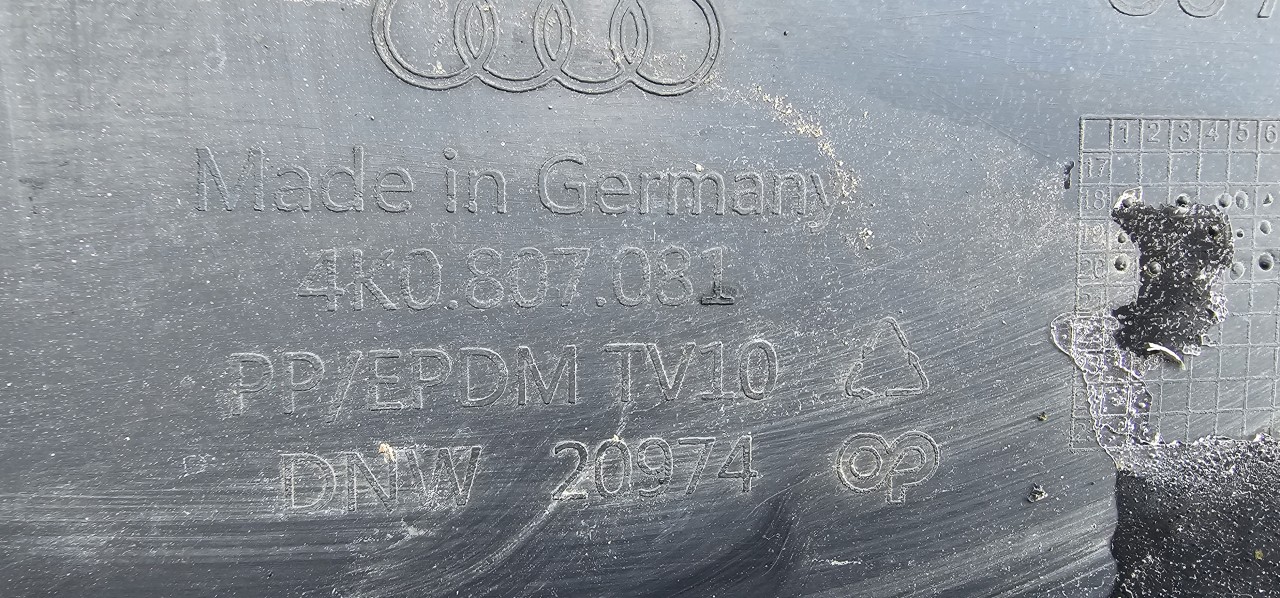 Made in Germany
4K0.807.081
PP/EPDM TV10
DNW 20974 OP
1 2 3 4 5 6
17
18
19
20